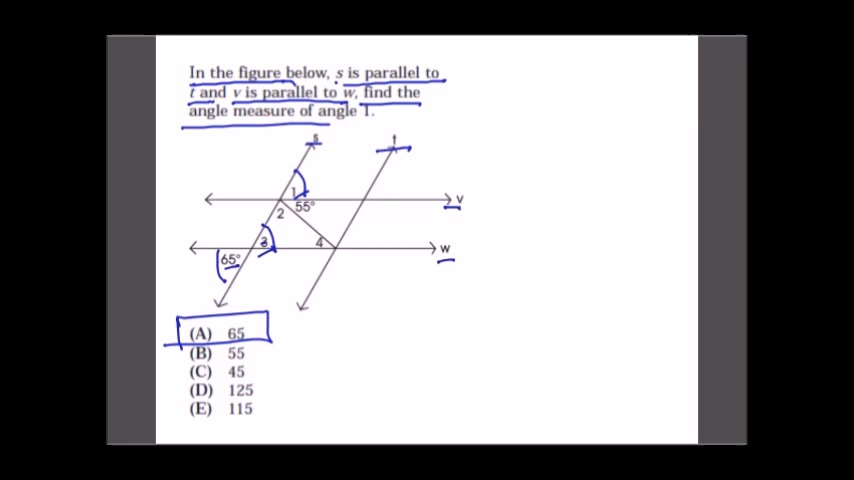 In the figure below, s is parallel to
t and v is parallel to w, find the
angle measure of angle 1.
s
t
1
v
2
55°
3
4
w
65°
(A) 65
(B) 55
(C) 45
(D) 125
(E) 115